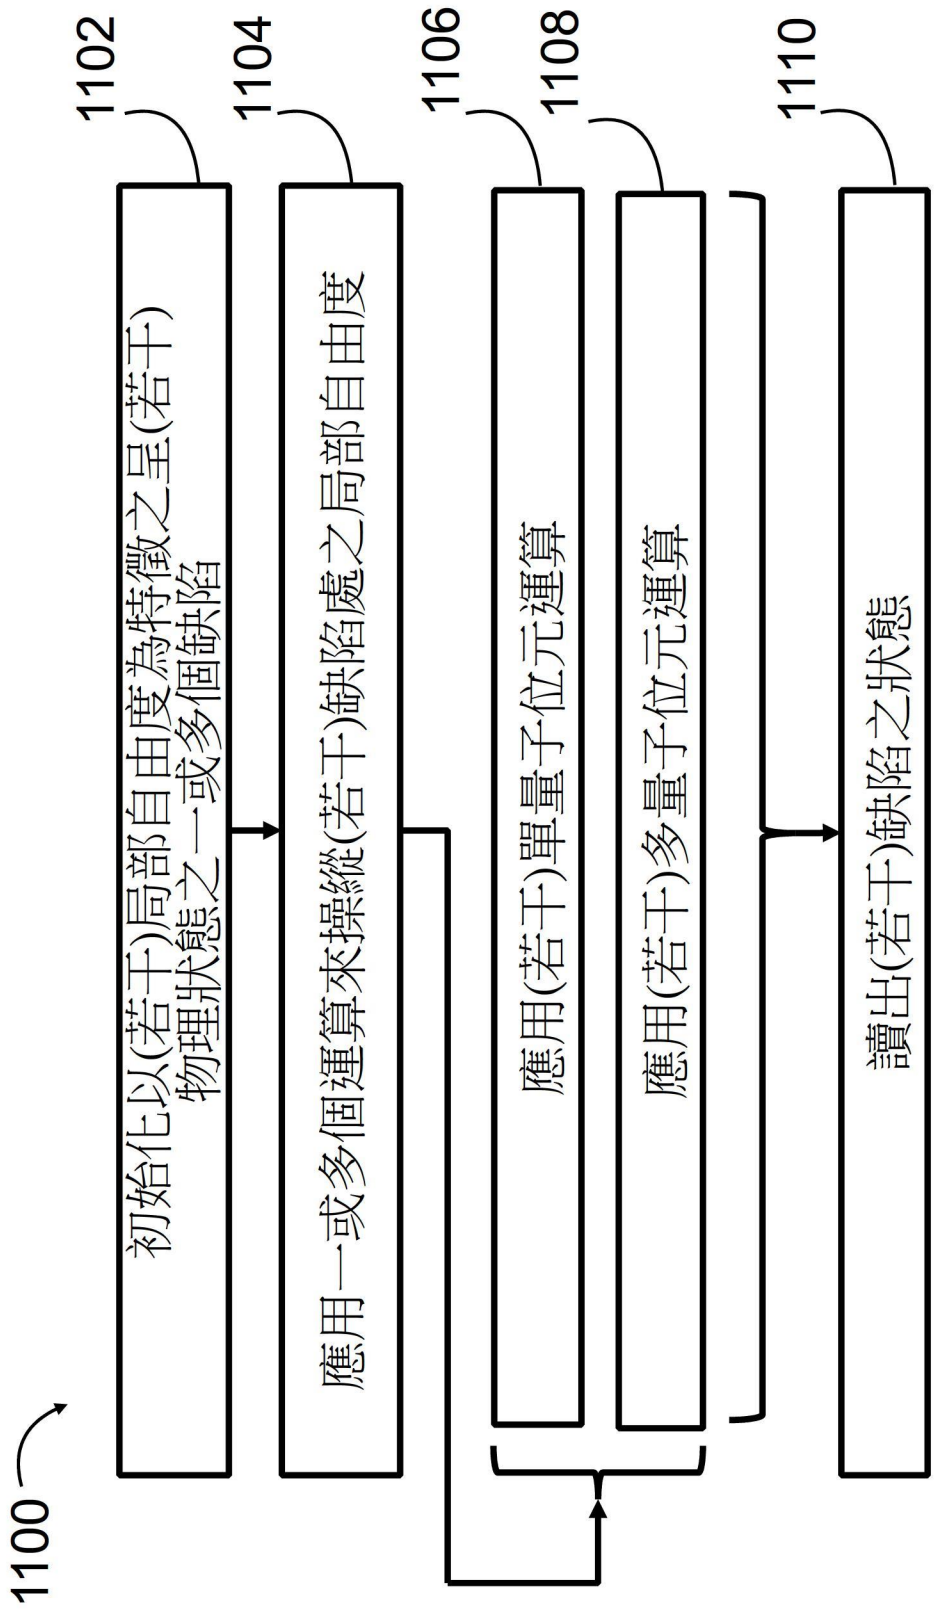 1100
初始化以(若干)局部自由度為特徵之呈(若干)
物理狀態之一或多個缺陷
1102
應用一或多個運算來操縱(若干)缺陷處之局部自由度
1104
應用(若干)單量子位元運算
1106
應用(若干)多量子位元運算
1108
讀出(若干)缺陷之狀態
1110